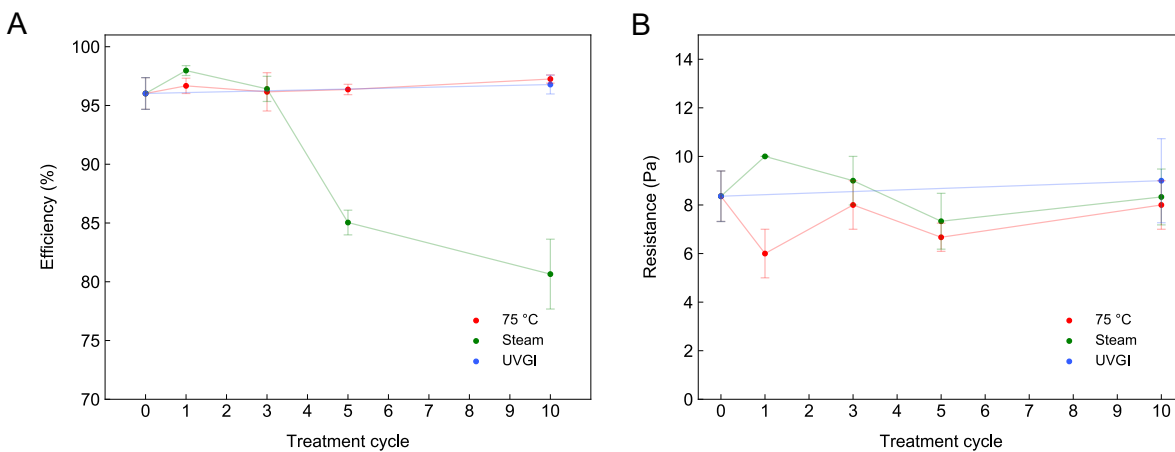 A
Efficiency (%)
100
95
90
85
80
75
70
75 °C
Steam
UVGI
0 1 2 3 4 5 6 7 8 9 10
Treatment cycle
B
Resistance (Pa)
14
12
10
8
6
4
2
0
75 °C
Steam
UVGI
0 1 2 3 4 5 6 7 8 9 10
Treatment cycle